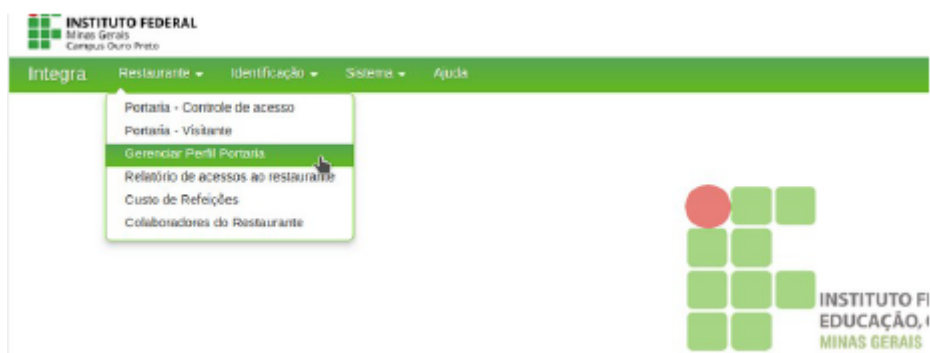 INSTITUTO FEDERAL
Minas Gerais
Campus Ouro Preto
Integra Restaurante Identificação Sistema Ajuda
Portaria - Controle de acesso
Portaria - Visitante
Gerenciar Perfil Portaria
Relatório de acessos ao restaurante
Custo de Refeições
Colaboradores do Restaurante
INSTITUTO F
EDUCAÇÃO,
MINAS GERAIS